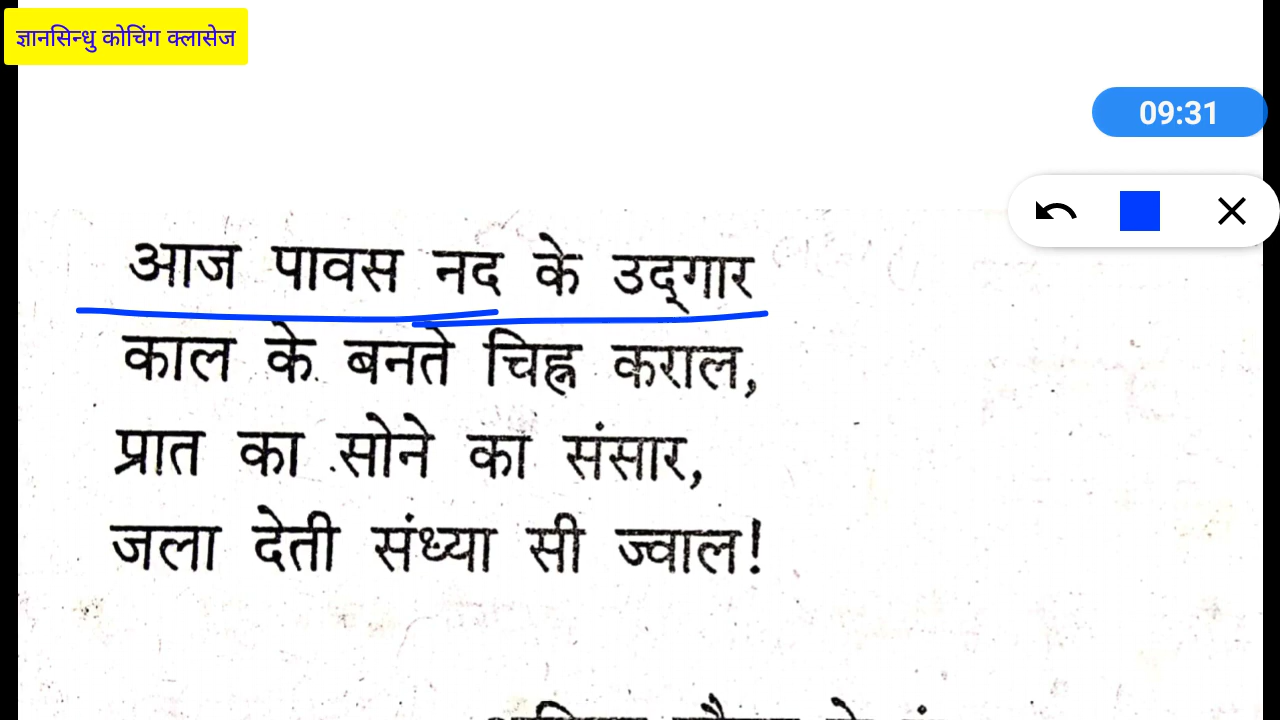 ज्ञानसिन्धु कोचिंग क्लासेज
09:31
आज पावस नद के उद्‌गार
काल के बनते चिह्न कराल,
प्रात का सोने का संसार,
जला देती संध्या सी ज्वाल!